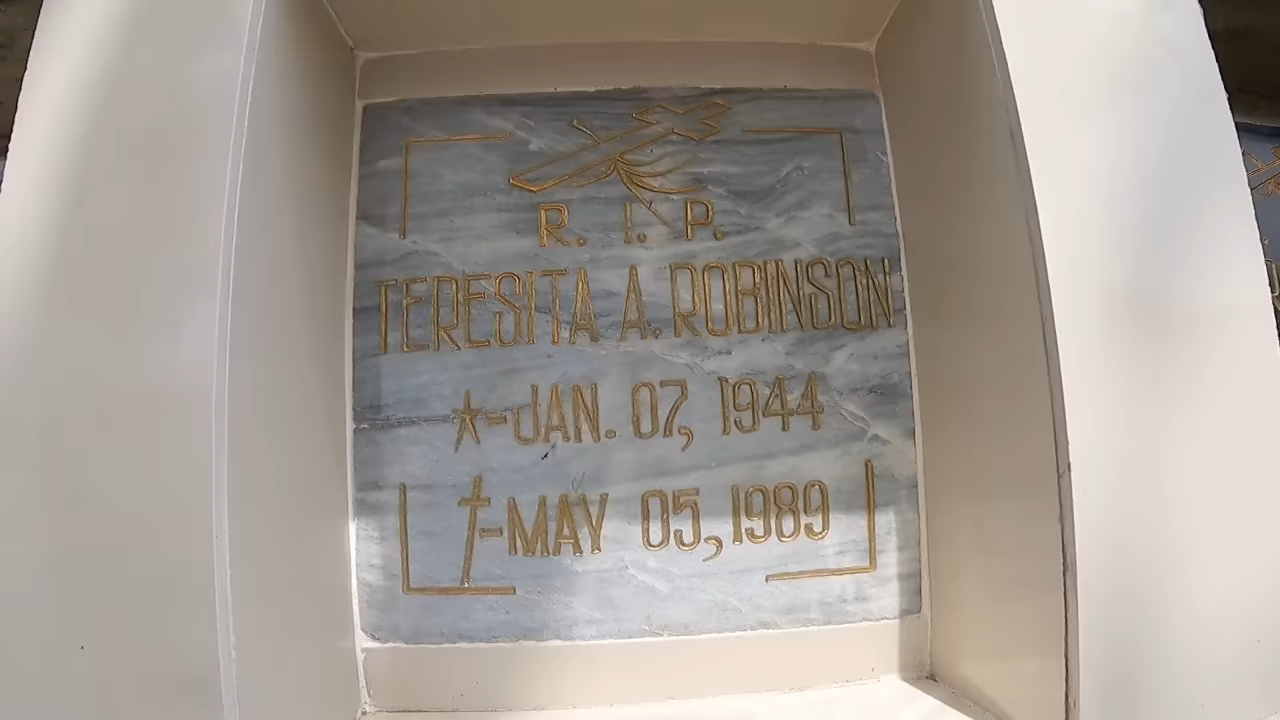 R. I. P.
TERESITA A. ROBINSON
★-JAN. 07, 1944
✝-MAY 05, 1989